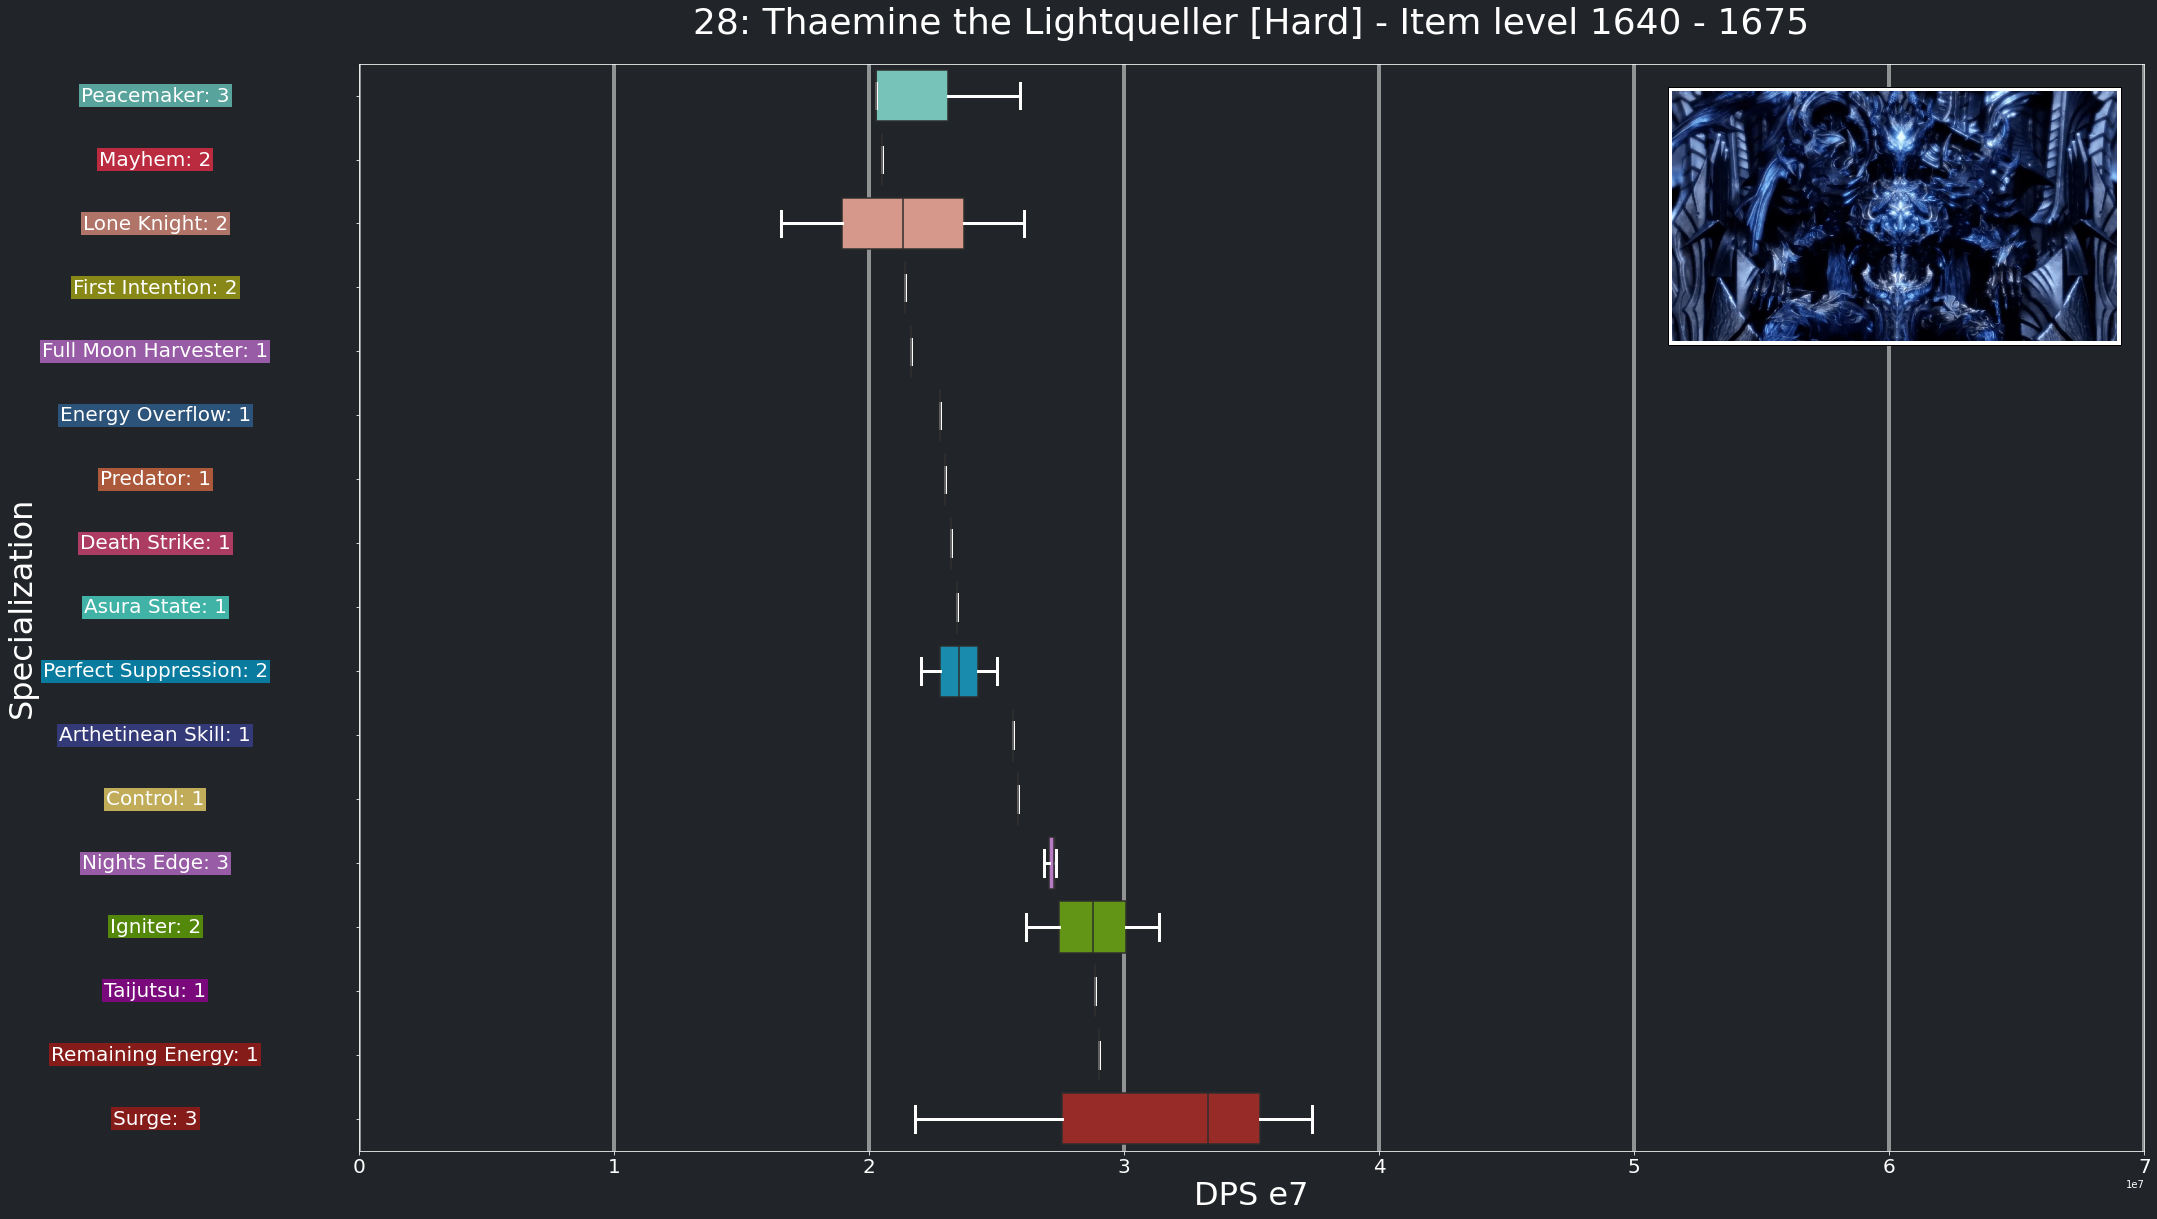 28: Thaemine the Lightqueller [Hard] - Item level 1640 - 1675
Peacemaker: 3
Mayhem: 2
Lone Knight: 2
First Intention: 2
Full Moon Harvester: 1
Energy Overflow: 1
Predator: 1
Death Strike: 1
Asura State: 1
Perfect Suppression: 2
Arthetinean Skill: 1
Control: 1
Nights Edge: 3
Igniter: 2
Taijutsu: 1
Remaining Energy: 1
Surge: 3
Specialization
0 1 2 3 4 5 6 7
1e7
DPS e7